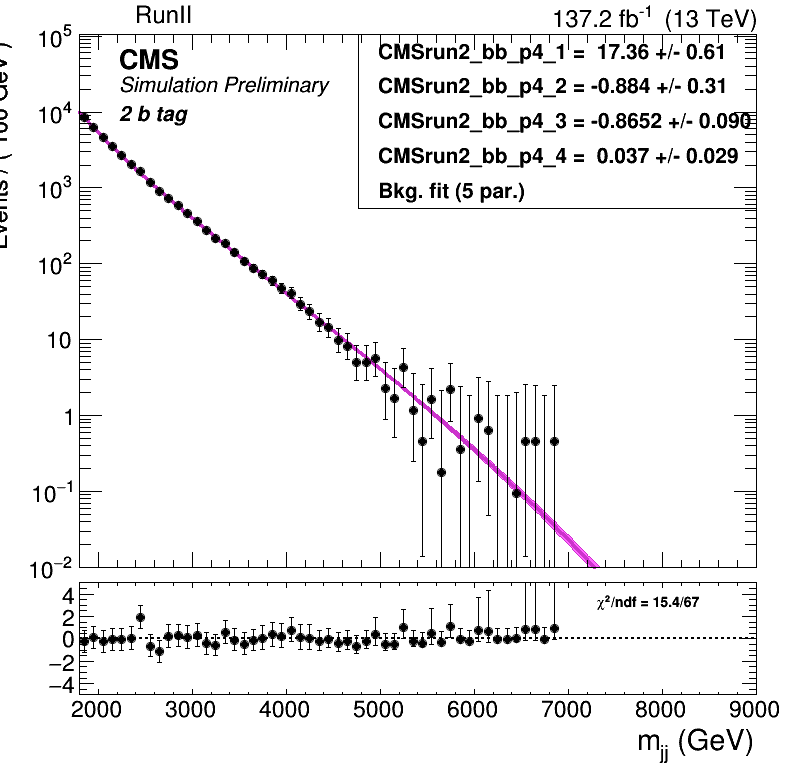 RunII
137.2 fb⁻¹ (13 TeV)
CMS
Simulation Preliminary
2 b tag
CMSrun2_bb_p4_1 = 17.36 +/- 0.61
CMSrun2_bb_p4_2 = -0.884 +/- 0.31
CMSrun2_bb_p4_3 = -0.8652 +/- 0.090
CMSrun2_bb_p4_4 = 0.037 +/- 0.029
Bkg. fit (5 par.)
10⁵
10⁴
10³
10²
10
1
10⁻¹
10⁻²
Events / ( 100 GeV )
χ²/ndf = 15.4/67
4
2
0
−2
−4
2000 3000 4000 5000 6000 7000 8000 9000
m_jj (GeV)